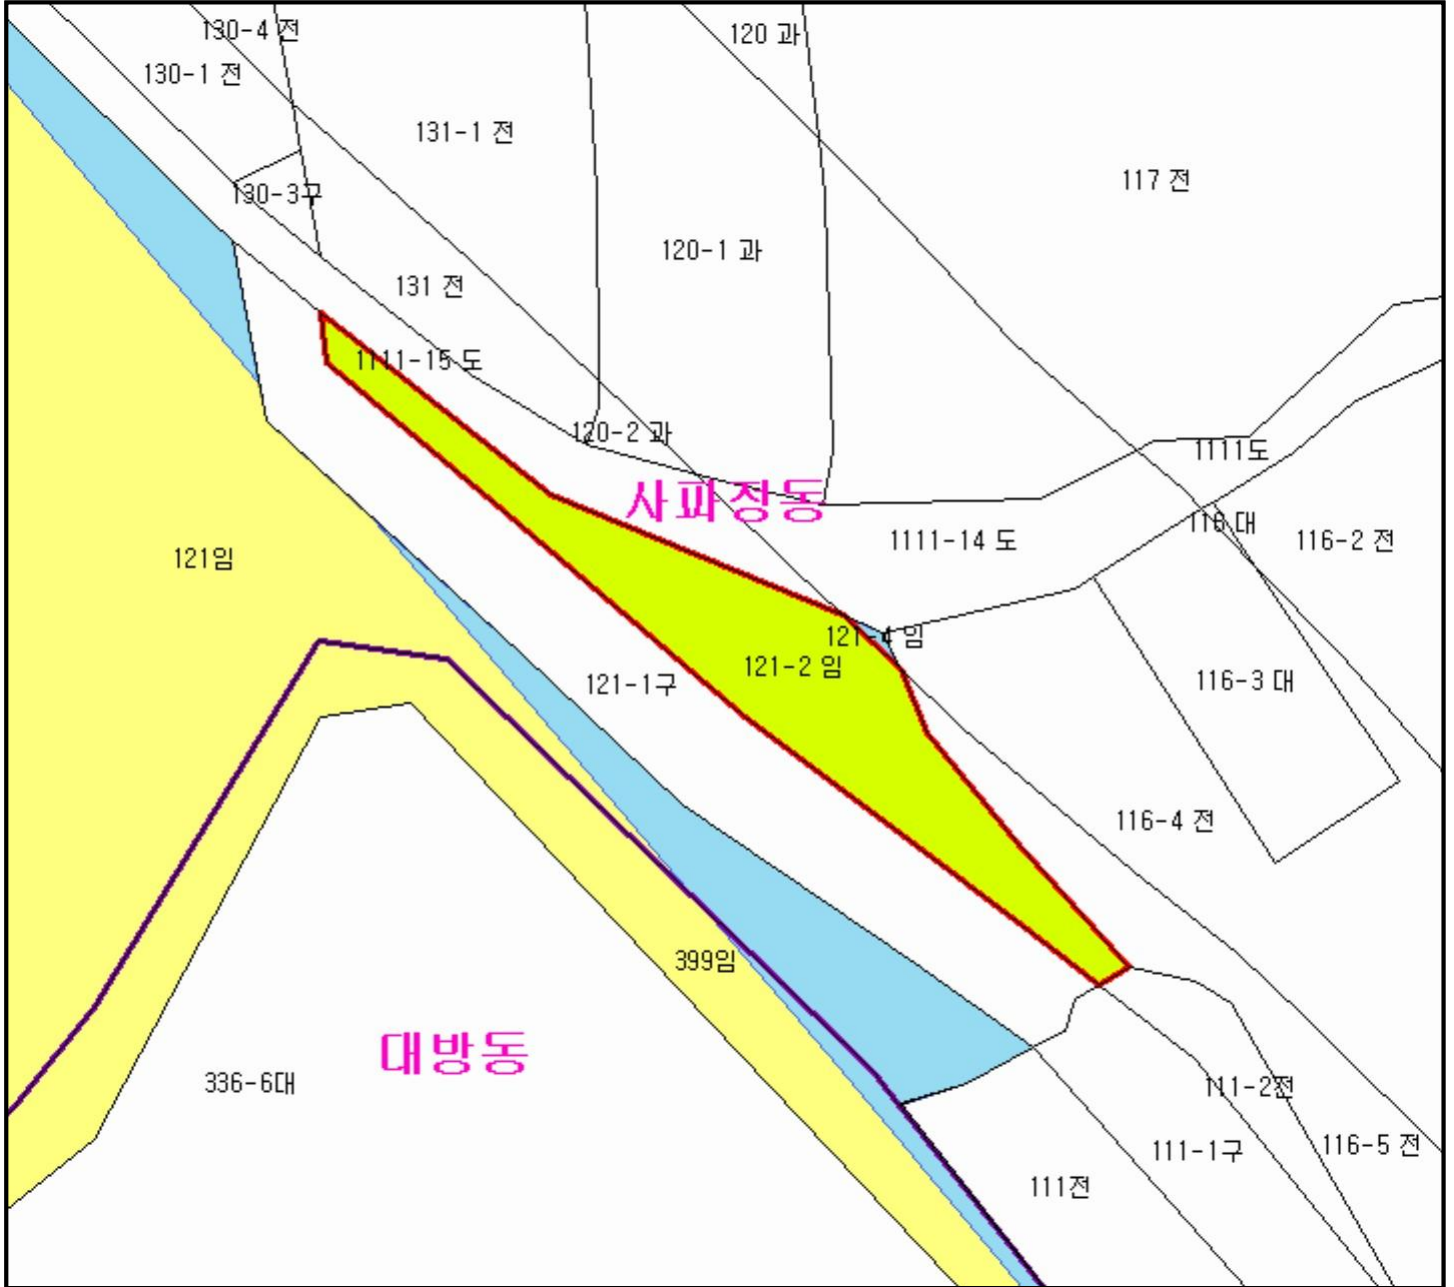 130-4 전
120 과
130-1 전
131-1 전
117 전
130-3구
120-1 과
131 전
1111-15 도
120-2 과
1111도
사파정동
116 대
1111-14 도
116-2 전
121임
121-4 임
121-2 임
121-1구
116-3 대
116-4 전
399임
대방동
336-6대
111-2전
116-5 전
111-1구
111전